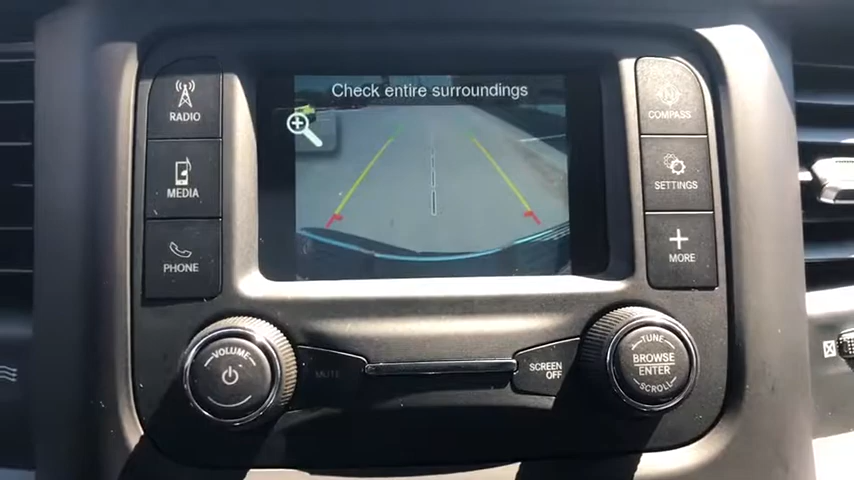 Check entire surroundings
RADIO
MEDIA
PHONE
COMPASS
N
SETTINGS
MORE
VOLUME
MUTE
SCREEN
OFF
TUNE
BROWSE
ENTER
SCROLL